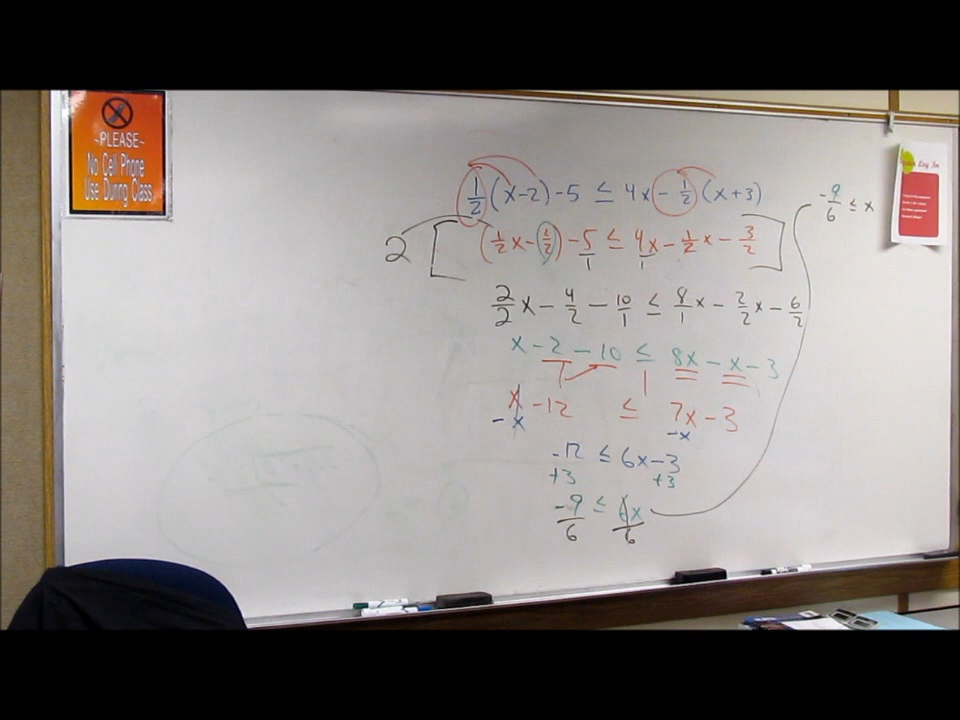 ~PLEASE~
No Cell Phone
Use During Class
1/2(x-2)-5 ≤ 4x - 1/2(x+3)
2[(1/2x - 2/2) - 5/1 ≤ 4x/1 - 1/2x - 3/2]
2/2x - 4/2 - 10/1 ≤ 8/1x - 2/2x - 6/2
x - 2 - 10 ≤ 8x - x - 3
x - 12 ≤ 7x - 3
-x -x
-12 ≤ 6x - 3
+3 +3
-9/6 ≤ 6x/6
-9/6 ≤ x